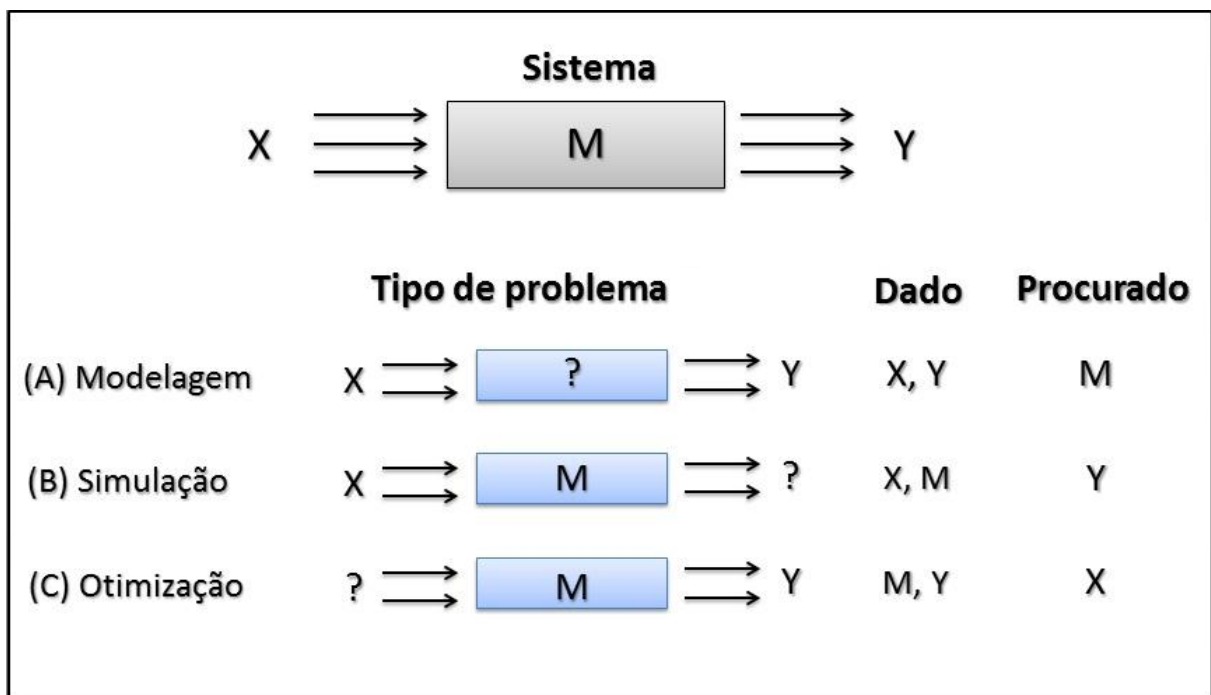 Sistema
X M Y
Tipo de problema Dado Procurado
(A) Modelagem X ? Y X, Y M
(B) Simulação X M ? X, M Y
(C) Otimização ? M Y M, Y X